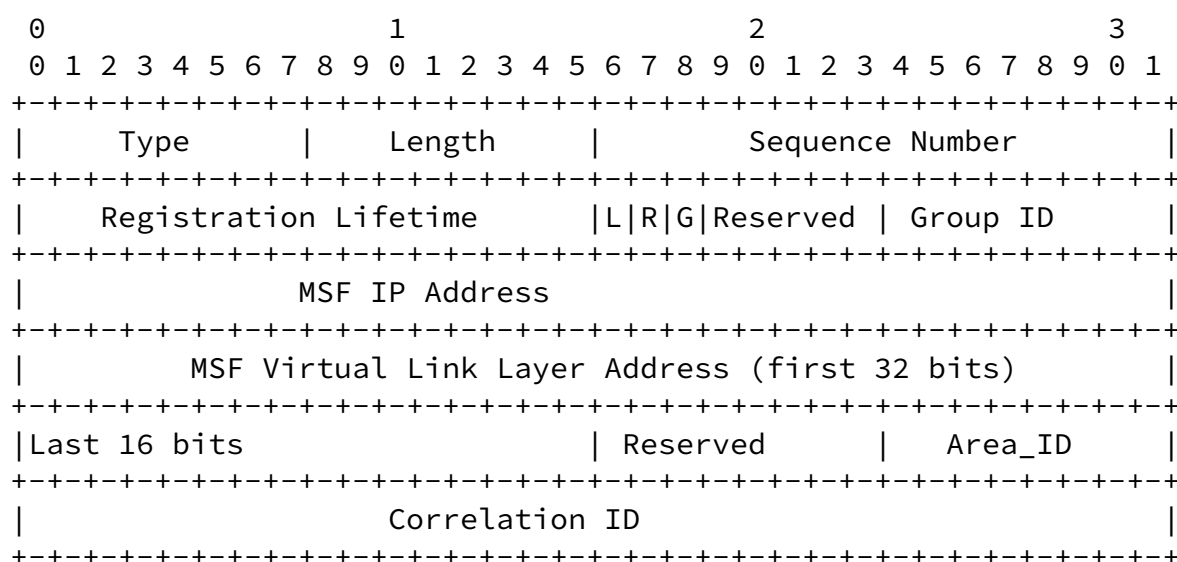 0                   1                   2                   3
 0 1 2 3 4 5 6 7 8 9 0 1 2 3 4 5 6 7 8 9 0 1 2 3 4 5 6 7 8 9 0 1
+-+-+-+-+-+-+-+-+-+-+-+-+-+-+-+-+-+-+-+-+-+-+-+-+-+-+-+-+-+-+-+-+
|     Type      |    Length     |        Sequence Number        |
+-+-+-+-+-+-+-+-+-+-+-+-+-+-+-+-+-+-+-+-+-+-+-+-+-+-+-+-+-+-+-+-+
|    Registration Lifetime      |L|R|G|Reserved | Group ID      |
+-+-+-+-+-+-+-+-+-+-+-+-+-+-+-+-+-+-+-+-+-+-+-+-+-+-+-+-+-+-+-+-+
|               MSF IP Address                                  |
+-+-+-+-+-+-+-+-+-+-+-+-+-+-+-+-+-+-+-+-+-+-+-+-+-+-+-+-+-+-+-+-+
|         MSF Virtual Link Layer Address (first 32 bits)        |
+-+-+-+-+-+-+-+-+-+-+-+-+-+-+-+-+-+-+-+-+-+-+-+-+-+-+-+-+-+-+-+-+
|Last 16 bits                   | Reserved      |   Area_ID     |
+-+-+-+-+-+-+-+-+-+-+-+-+-+-+-+-+-+-+-+-+-+-+-+-+-+-+-+-+-+-+-+-+
|                    Correlation ID                             |
+-+-+-+-+-+-+-+-+-+-+-+-+-+-+-+-+-+-+-+-+-+-+-+-+-+-+-+-+-+-+-+-+